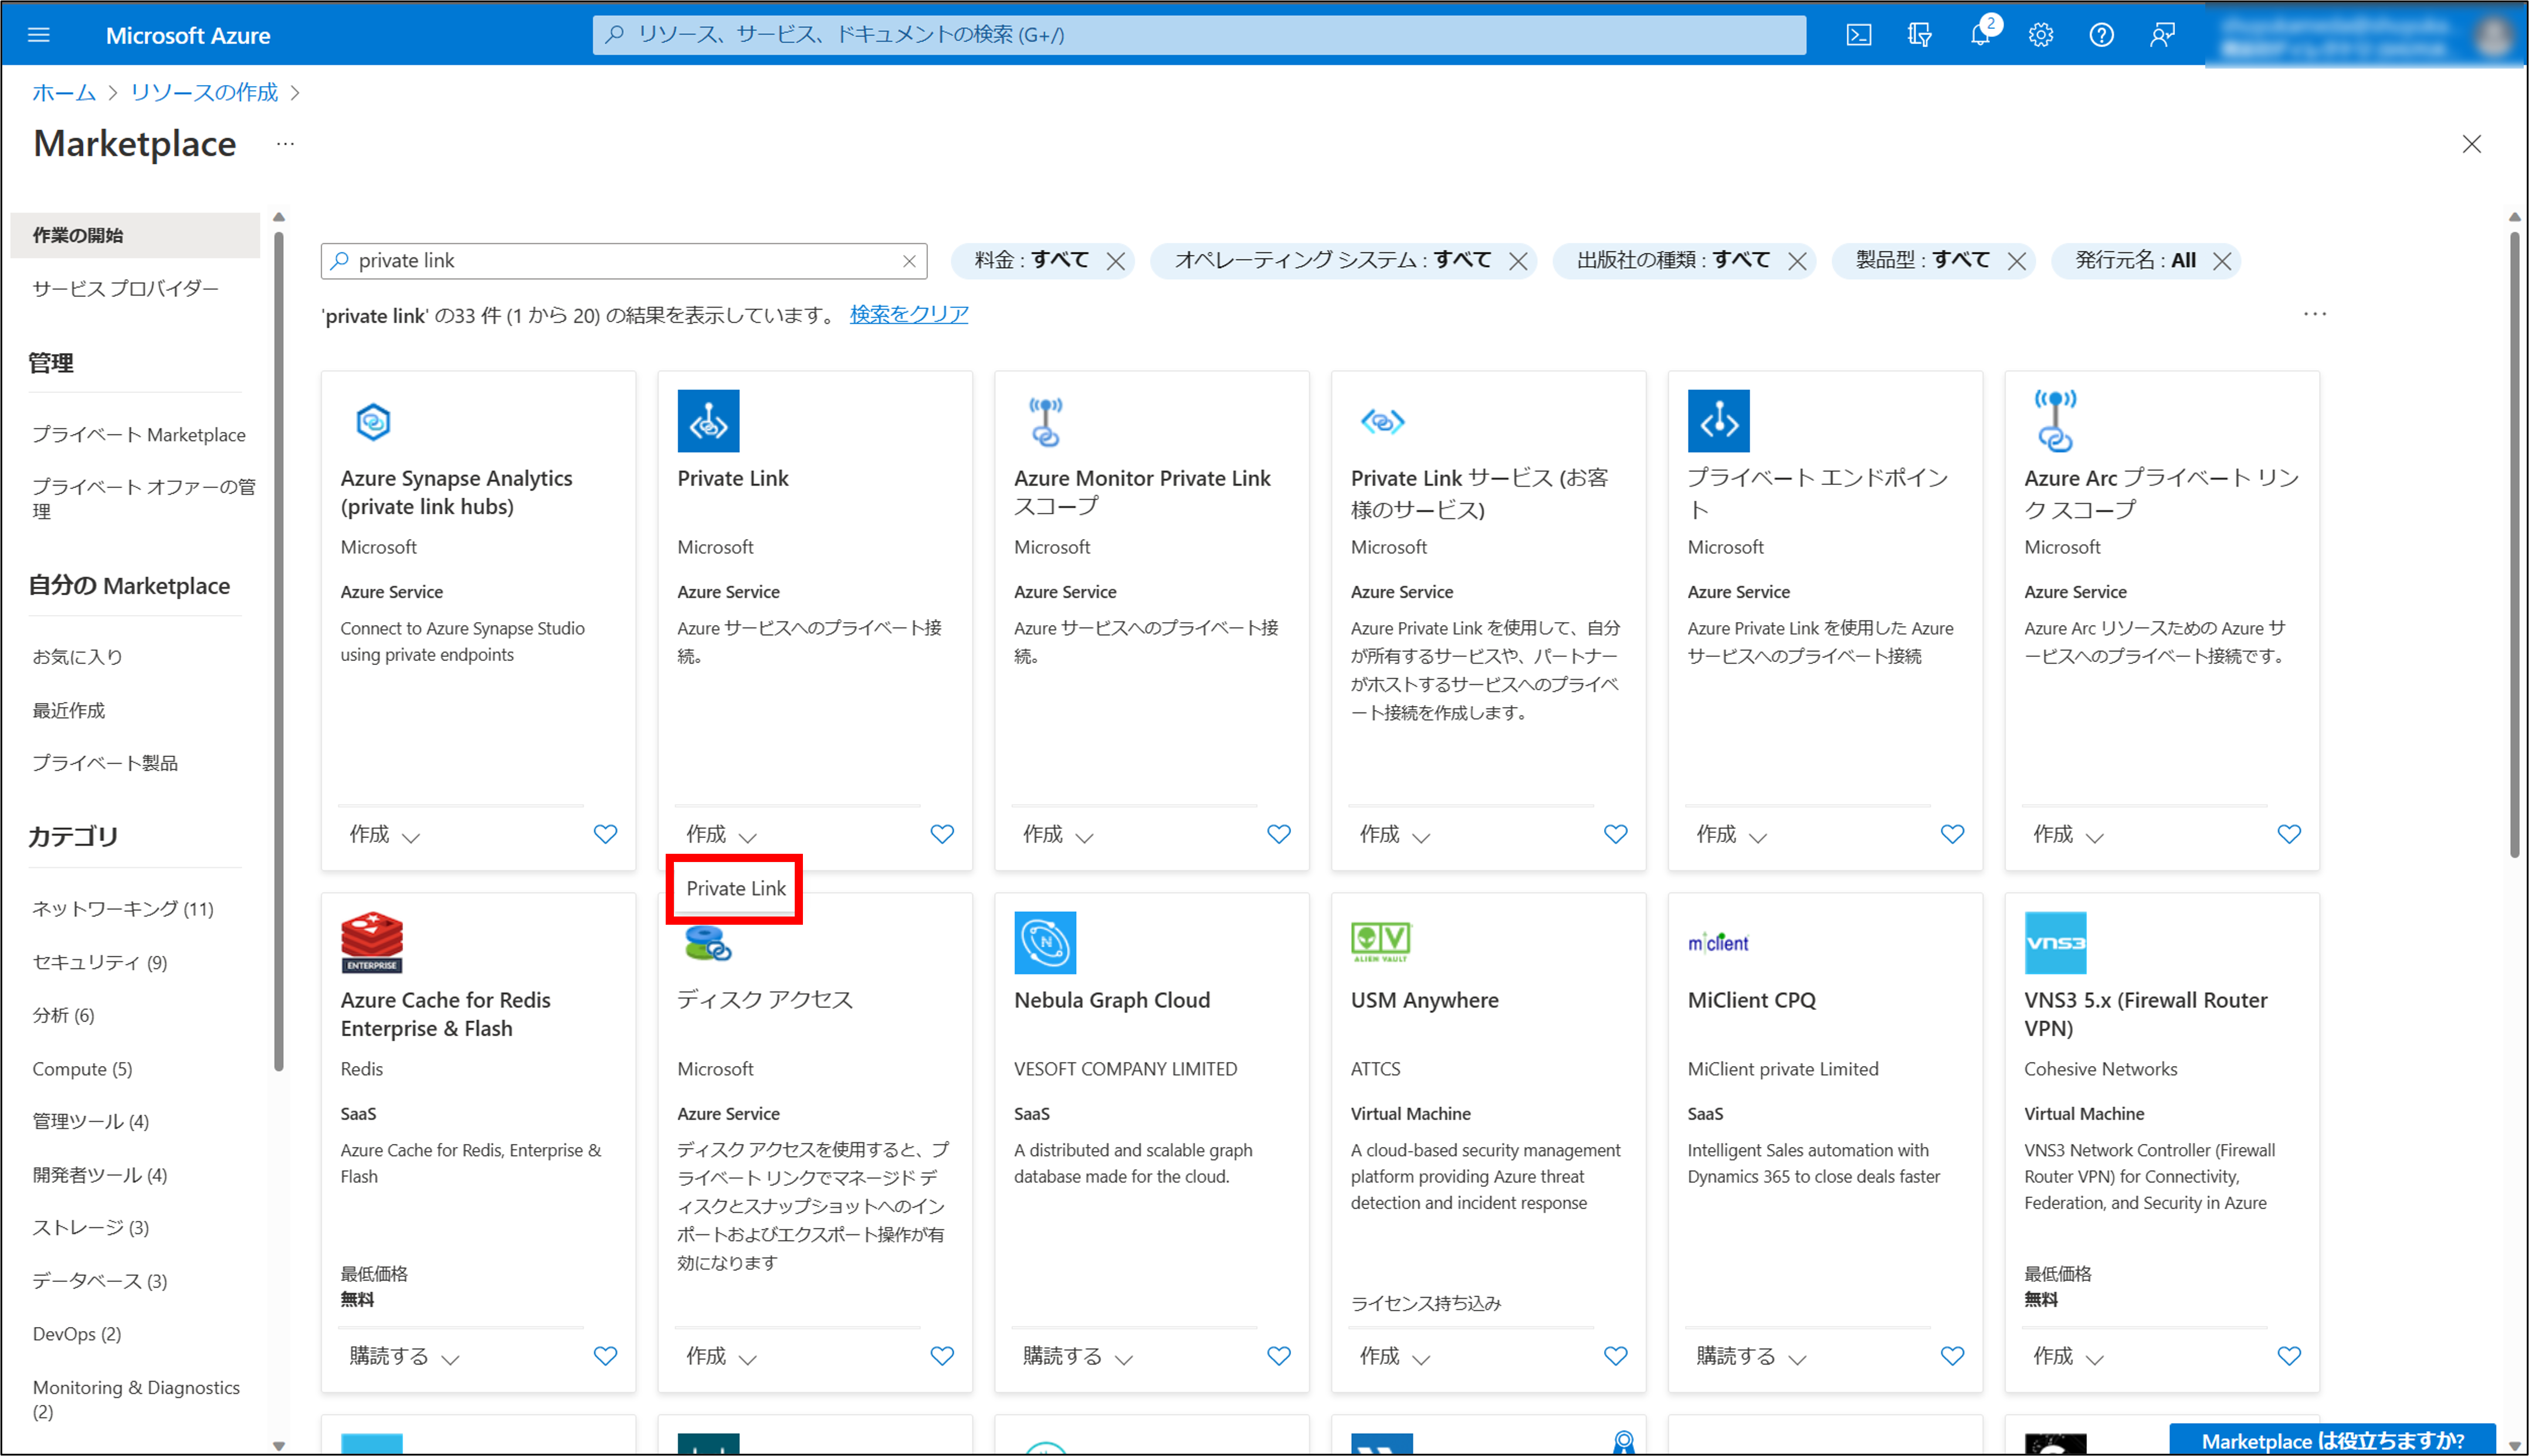 Microsoft Azure
リソース、サービス、ドキュメントの検索 (G+/)
2
ホーム > リソースの作成 >
Marketplace ...
作業の開始
サービス プロバイダー
管理
プライベート Marketplace
プライベート オファーの管
理
自分の Marketplace
お気に入り
最近作成
プライベート製品
カテゴリ
ネットワーキング (11)
セキュリティ (9)
分析 (6)
Compute (5)
管理ツール (4)
開発者ツール (4)
ストレージ (3)
データベース (3)
DevOps (2)
Monitoring & Diagnostics
(2)
private link
料金 : すべて
オペレーティング システム : すべて
出版社の種類 : すべて
製品型 : すべて
発行元名 : All
'private link' の33 件 (1 から 20) の結果を表示しています。 検索をクリア
...
Azure Synapse Analytics
(private link hubs)
Microsoft
Azure Service
Connect to Azure Synapse Studio
using private endpoints
作成
Private Link
Microsoft
Azure Service
Azure サービスへのプライベート接
続。
作成
Private Link
Azure Monitor Private Link
スコープ
Microsoft
Azure Service
Azure サービスへのプライベート接
続。
作成
Private Link サービス (お客
様のサービス)
Microsoft
Azure Service
Azure Private Link を使用して、自分
が所有するサービスや、パートナー
がホストするサービスへのプライベ
ート接続を作成します。
作成
プライベート エンドポイン
ト
Microsoft
Azure Service
Azure Private Link を使用した Azure
サービスへのプライベート接続
作成
Azure Arc プライベート リン
ク スコープ
Microsoft
Azure Service
Azure Arc リソースための Azure サ
ービスへのプライベート接続です。
作成
ENTERPRISE
Azure Cache for Redis
Enterprise & Flash
Redis
SaaS
Azure Cache for Redis, Enterprise &
Flash
最低価格
無料
購読する
ディスク アクセス
Microsoft
Azure Service
ディスク アクセスを使用すると、プ
ライベート リンクでマネージド デ
ィスクとスナップショットへのイン
ポートおよびエクスポート操作が有
効になります
作成
N
Nebula Graph Cloud
VESOFT COMPANY LIMITED
SaaS
A distributed and scalable graph
database made for the cloud.
購読する
ALIEN VAULT
USM Anywhere
ATTCS
Virtual Machine
A cloud-based security management
platform providing Azure threat
detection and incident response
ライセンス持ち込み
作成
miclient
MiClient CPQ
MiClient private Limited
SaaS
Intelligent Sales automation with
Dynamics 365 to close deals faster
購読する
VNS3
VNS3 5.x (Firewall Router
VPN)
Cohesive Networks
Virtual Machine
VNS3 Network Controller (Firewall
Router VPN) for Connectivity,
Federation, and Security in Azure
最低価格
無料
作成
Marketplace は役立ちますか?